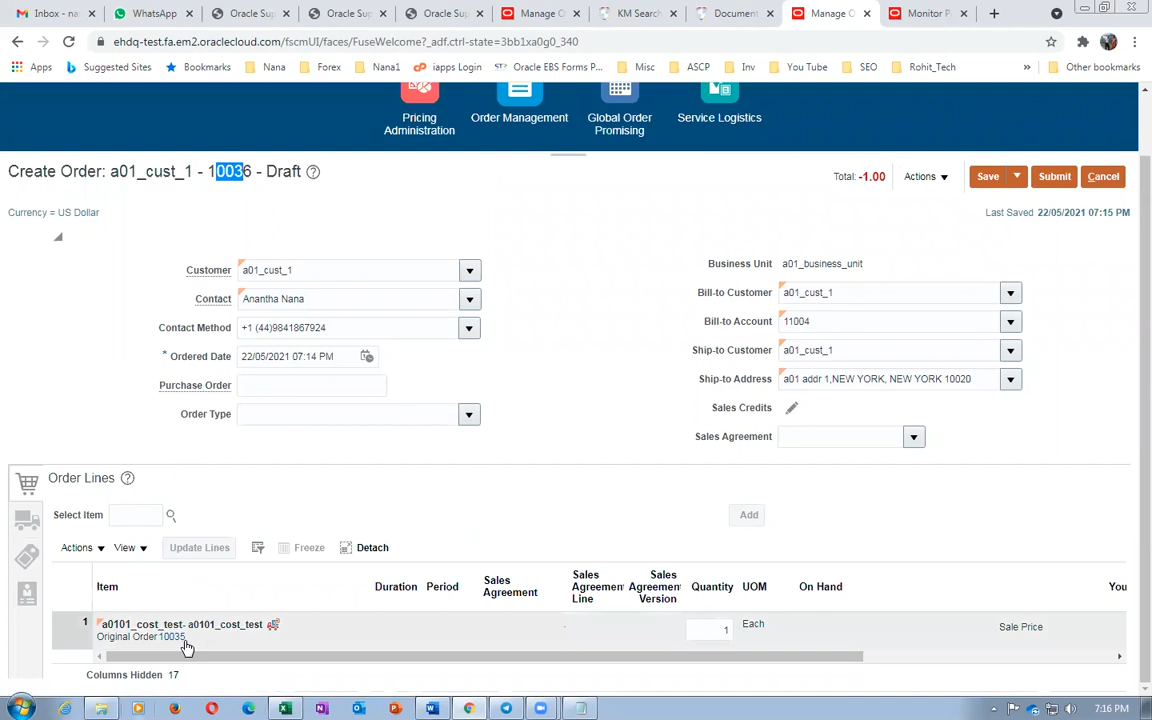 Inbox - nan
WhatsApp
Oracle Sup
Oracle Sup
Oracle Sup
Manage O
KM Search
Document
Manage O
Monitor P
ehdq-test.fa.em2.oraclecloud.com/fscmUI/faces/FuseWelcome?_adf.ctrl-state=3bb1xa0g0_340
Apps
Suggested Sites
Bookmarks
Nana
Forex
Nana1
iapps Login
Oracle EBS Forms P...
Misc
ASCP
Inv
You Tube
SEO
Rohit_Tech
»
Other bookmarks
Pricing Administration
Order Management
Global Order Promising
Service Logistics
Create Order: a01_cust_1 - 10036 - Draft
Total: -1.00
Actions
Save
Submit
Cancel
Currency = US Dollar
Last Saved 22/05/2021 07:15 PM
Customer a01_cust_1
Contact Anantha Nana
Contact Method +1 (44)9841867924
* Ordered Date 22/05/2021 07:14 PM
Purchase Order
Order Type
Business Unit a01_business_unit
Bill-to Customer a01_cust_1
Bill-to Account 11004
Ship-to Customer a01_cust_1
Ship-to Address a01 addr 1,NEW YORK, NEW YORK 10020
Sales Credits
Sales Agreement
Order Lines
Select Item
Add
Actions
View
Update Lines
Freeze
Detach
Item
Duration
Period
Sales Agreement
Sales Agreement Line
Sales Agreement Version
Quantity
UOM
On Hand
You
1
a0101_cost_test- a0101_cost_test
Original Order 10035
1
Each
Sale Price
Columns Hidden 17
7:16 PM